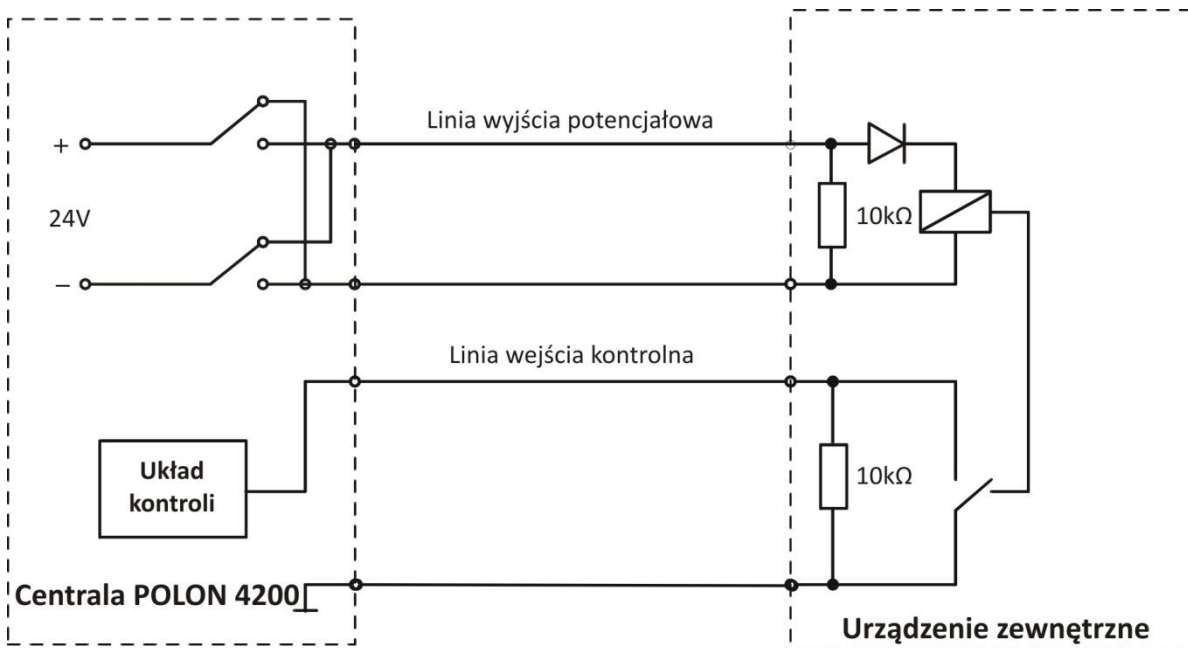 Linia wyjścia potencjałowa
+
24V
10kΩ
−
Linia wejścia kontrolna
Układ
kontroli
10kΩ
Centrala POLON 4200
Urządzenie zewnętrzne